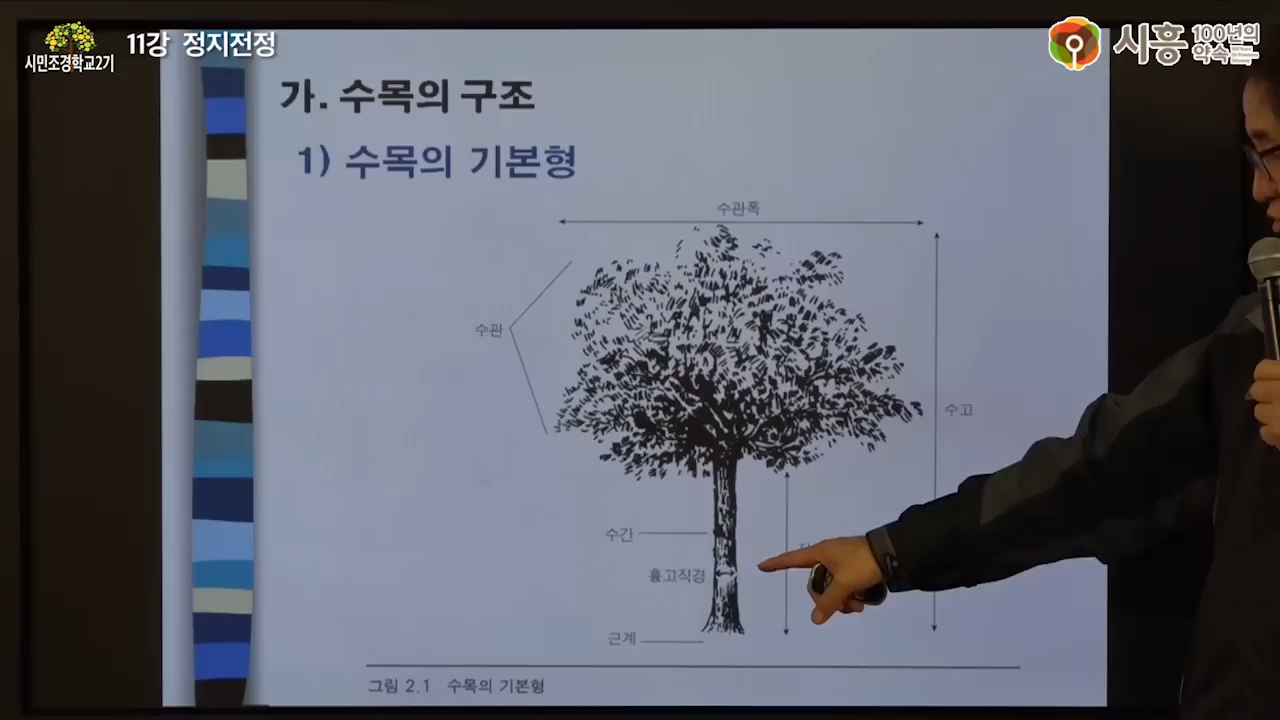 시민조경학교2기
11강 정지전정
시흥 100년의
약속
가. 수목의 구조
1) 수목의 기본형
수관폭
수관
수고
수간
흉고직경
근계
그림 2.1 수목의 기본형